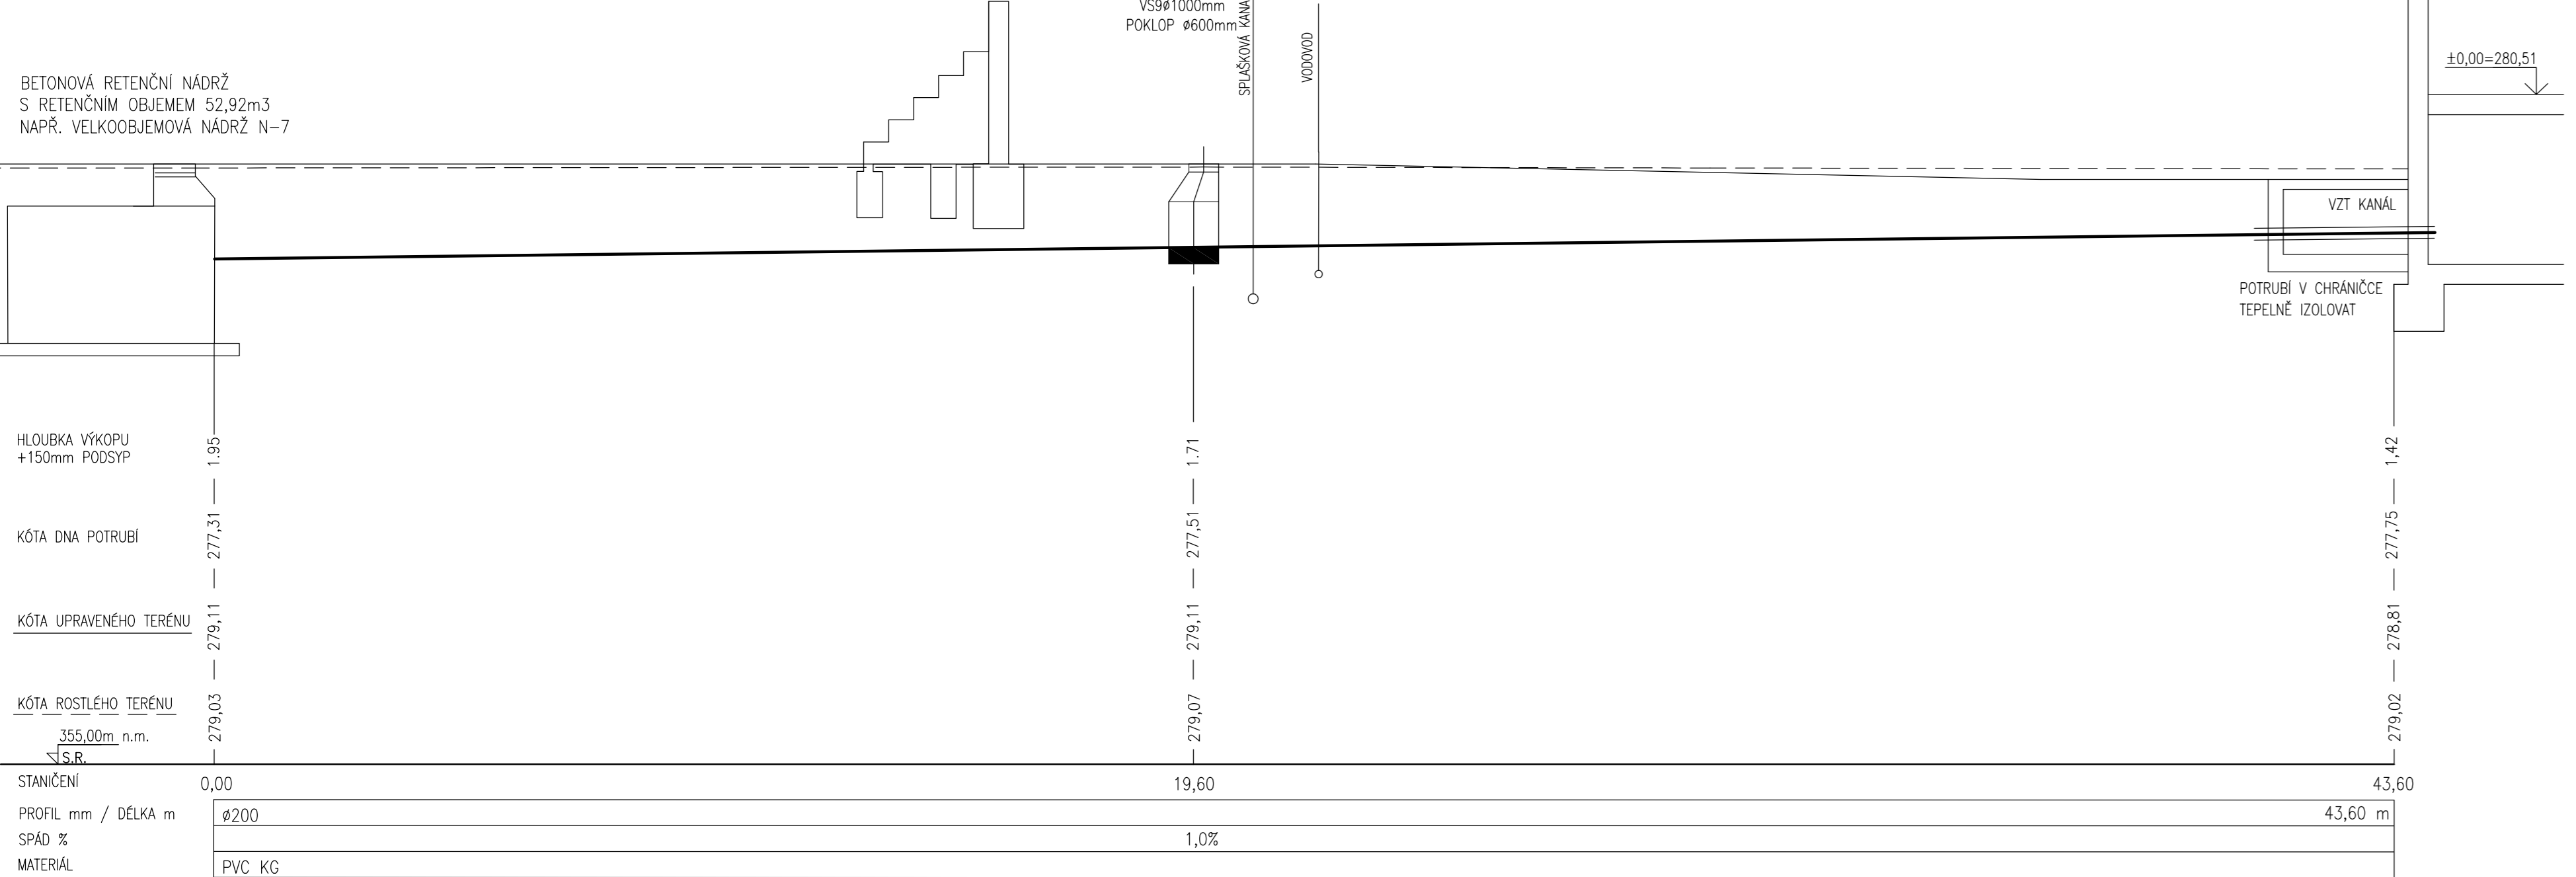 VS9ø1000mm
POKLOP ø600mm
SPLAŠKOVÁ KANA
VODOVOD
±0,00=280,51
BETONOVÁ RETENČNÍ NÁDRŽ
S RETENČNÍM OBJEMEM 52,92m3
NAPŘ. VELKOOBJEMOVÁ NÁDRŽ N-7
VZT KANÁL
POTRUBÍ V CHRÁNIČCE
TEPELNĚ IZOLOVAT
HLOUBKA VÝKOPU
+150mm PODSYP
1.95
1.71
1,42
KÓTA DNA POTRUBÍ
277,31
277,51
277,75
KÓTA UPRAVENÉHO TERÉNU
279,11
279,11
278,81
KÓTA ROSTLÉHO TERÉNU
279,03
279,07
279,02
355,00m n.m.
S.R.
STANIČENÍ
0,00
19,60
43,60
PROFIL mm / DÉLKA m
ø200
43,60 m
SPÁD %
1,0%
MATERIÁL
PVC KG